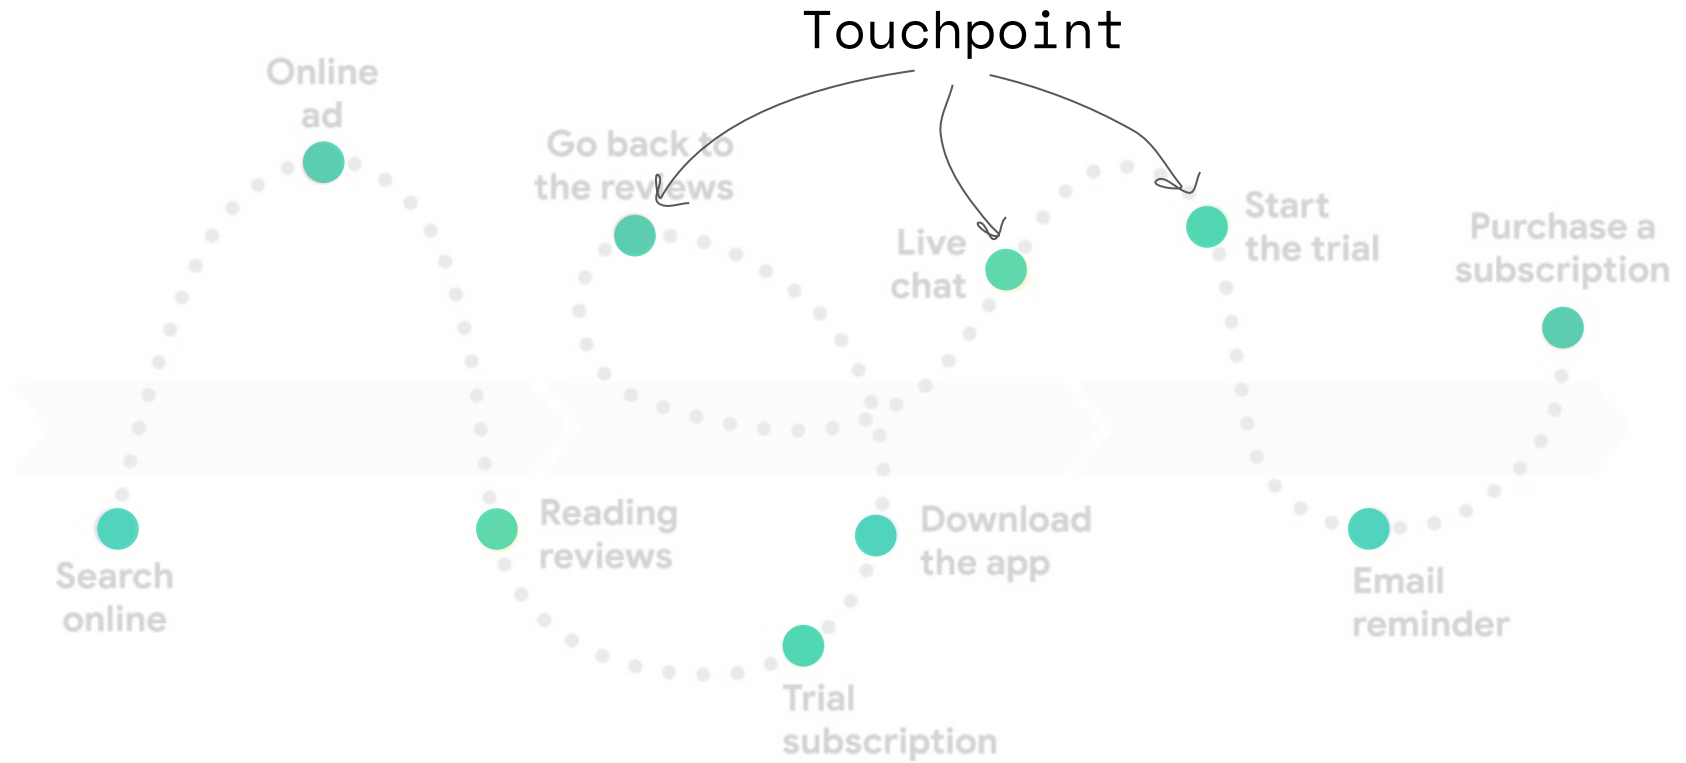 Touchpoint
Online
ad
Go back to
the reviews
Live
chat
Start
the trial
Purchase a
subscription
Search
online
Reading
reviews
Download
the app
Email
reminder
Trial
subscription